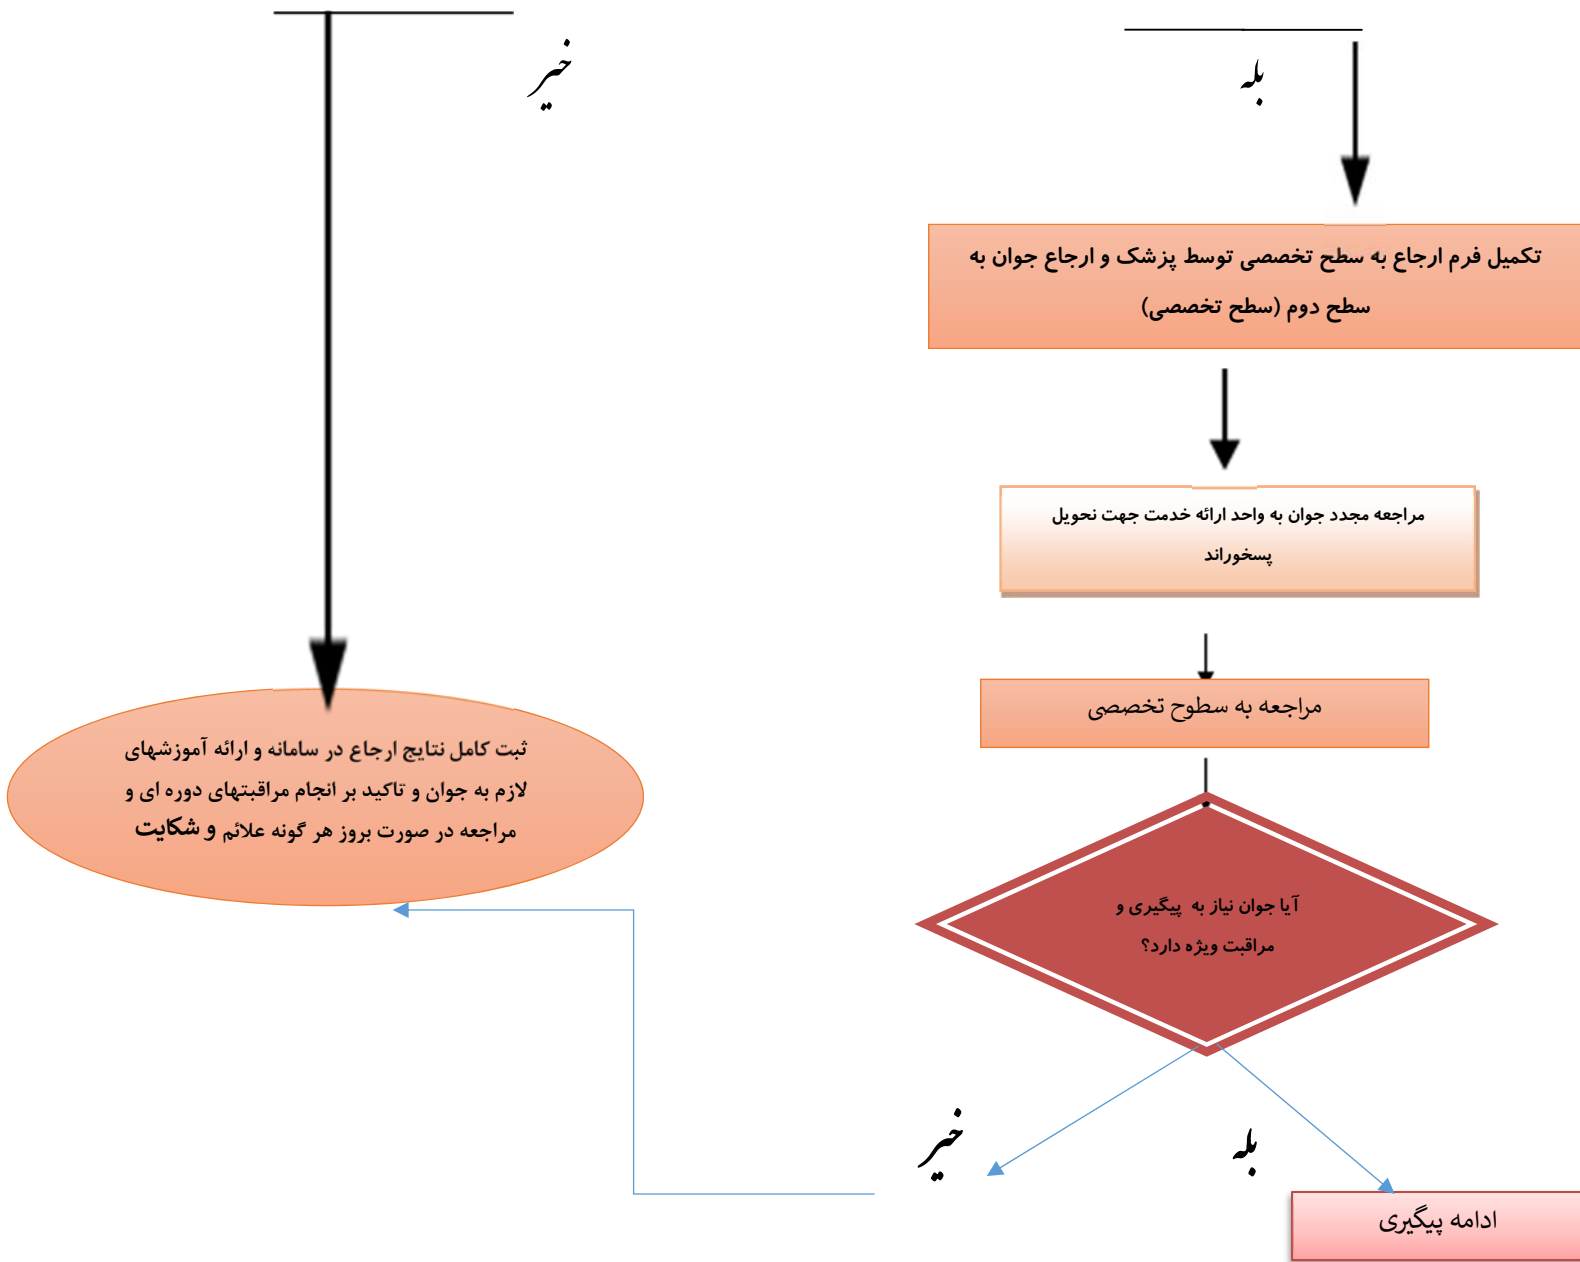 بله
خیر
تکمیل فرم ارجاع به سطح تخصصی توسط پزشک و ارجاع جوان به
سطح دوم (سطح تخصصی)
مراجعه مجدد جوان به واحد ارائه خدمت جهت نحویل
پسخوراند
مراجعه به سطوح تخصصی
ثبت کامل نتایج ارجاع در سامانه و ارائه آموزشهای
لازم به جوان و تاکید بر انجام مراقبتهای دوره ای و
مراجعه در صورت بروز هر گونه علائم و شکایت
آیا جوان نیاز به پیگیری و
مراقبت ویژه دارد؟
بله
خیر
ادامه پیگیری